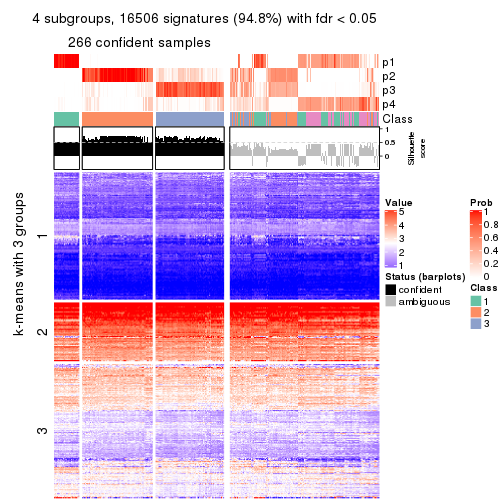 4 subgroups, 16506 signatures (94.8%) with fdr < 0.05
266 confident samples
p1
p2
p3
p4
Class
1
0.5
0
Silhouette
score
k-means with 3 groups
1
2
3
Value
5
4
3
2
1
Status (barplots)
confident
ambiguous
Prob
1
0.8
0.6
0.4
0.2
0
Class
1
2
3